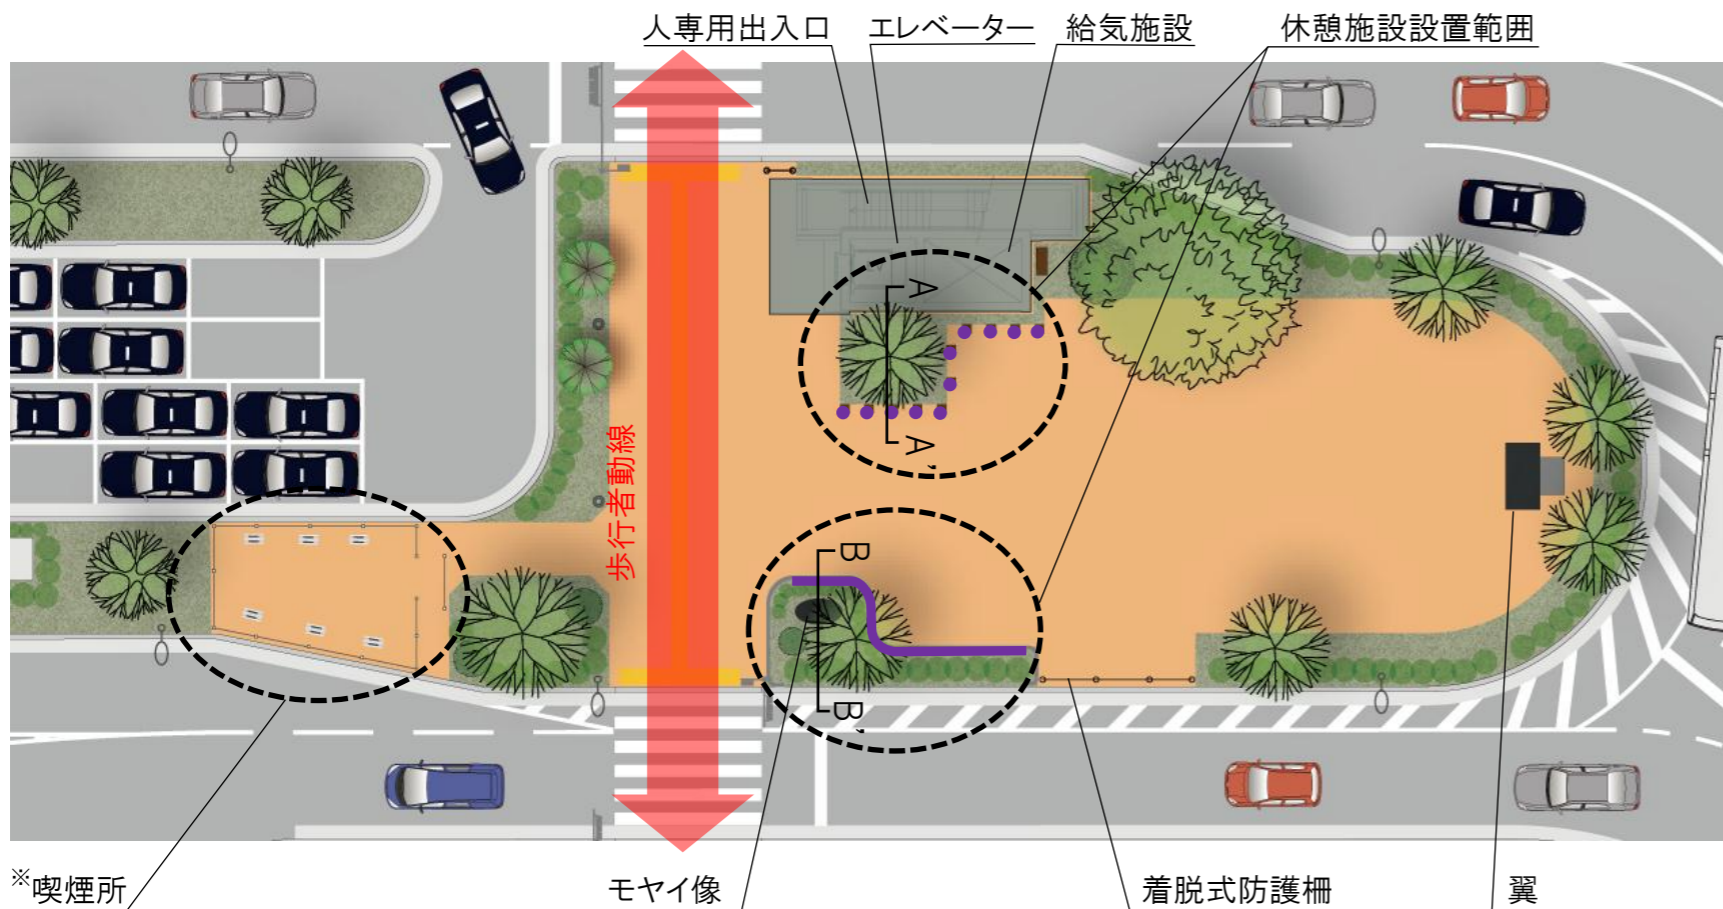 人専用出入口
エレベーター
給気施設
休憩施設設置範囲
A
A'
歩行者動線
B
B'
※喫煙所
モヤイ像
着脱式防護柵
翼